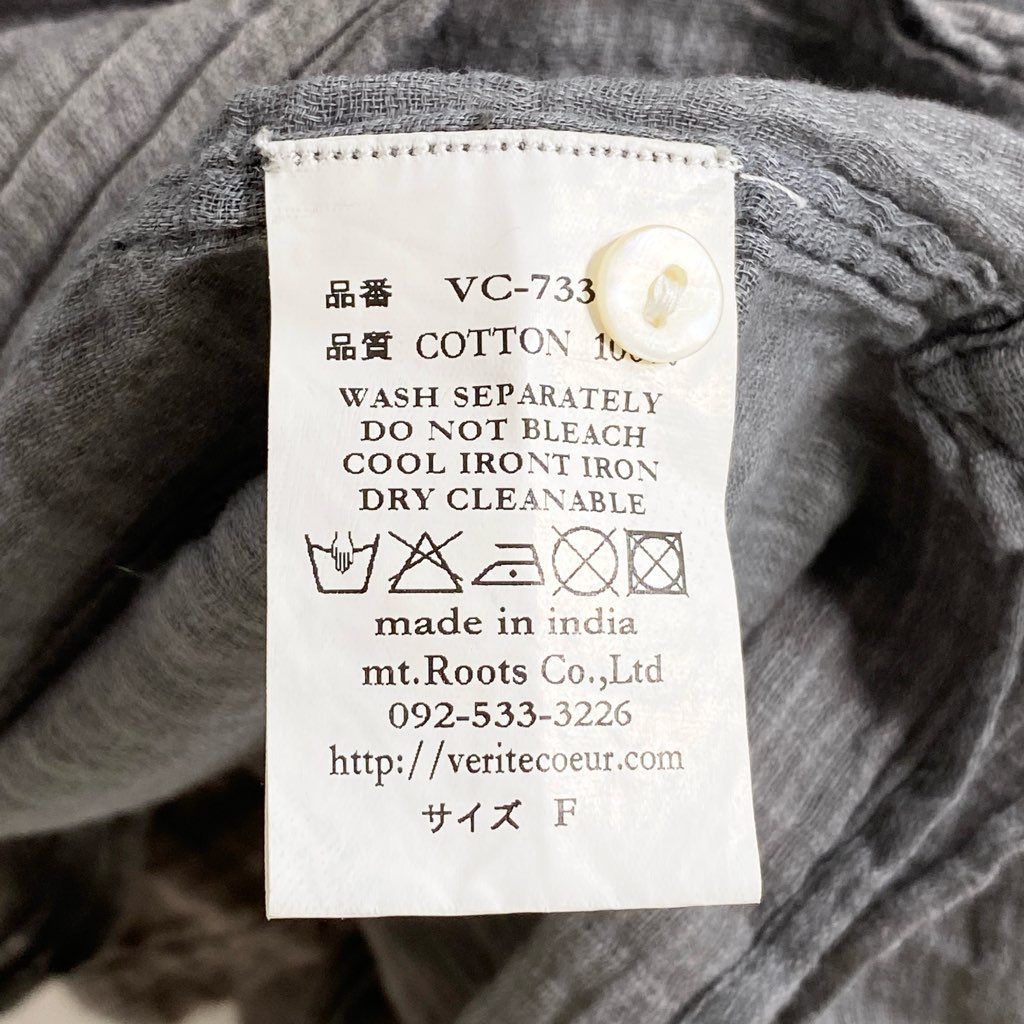 品番 VC-733
品質 COTTON
WASH SEPARATELY
DO NOT BLEACH
COOL IRONT IRON
DRY CLEANABLE
made in india
mt.Roots Co.,Ltd
092-533-3226
http://veritecoeur.com
サイズ F